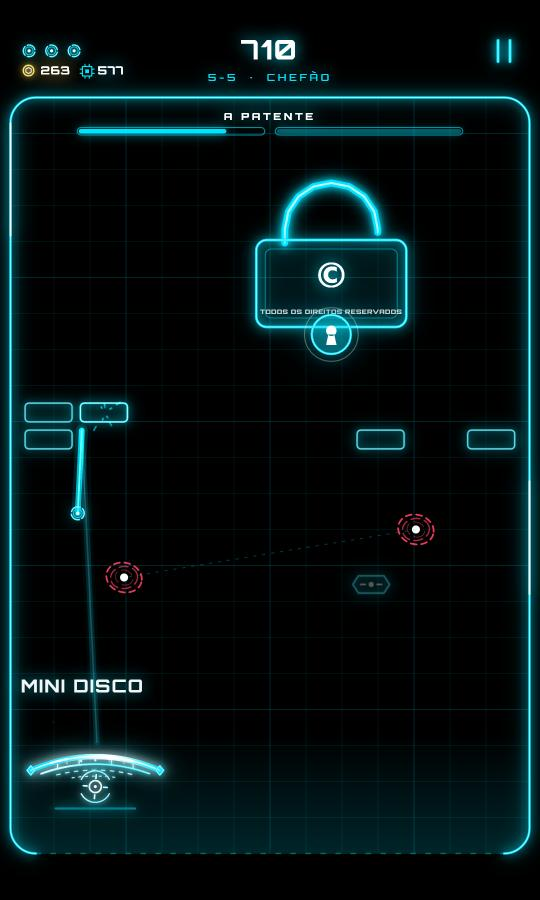 710
263 577
5-5 · CHEFÃO
A PATENTE
©
TODOS OS DIREITOS RESERVADOS
MINI DISCO